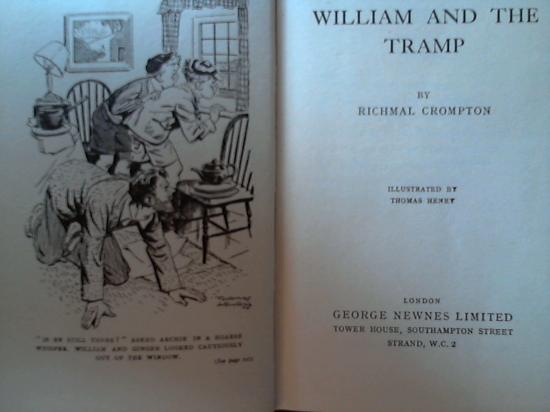 "IS HE STILL THERE?" ASKED ARCHIE IN A HOARSE
WHISPER. WILLIAM AND GINGER LOOKED CAUTIOUSLY
OUT OF THE WINDOW.
(See page
WILLIAM AND THE
TRAMP
BY
RICHMAL CROMPTON
ILLUSTRATED BY
THOMAS HENRY
LONDON
GEORGE NEWNES LIMITED
TOWER HOUSE, SOUTHAMPTON STREET
STRAND, W.C. 2